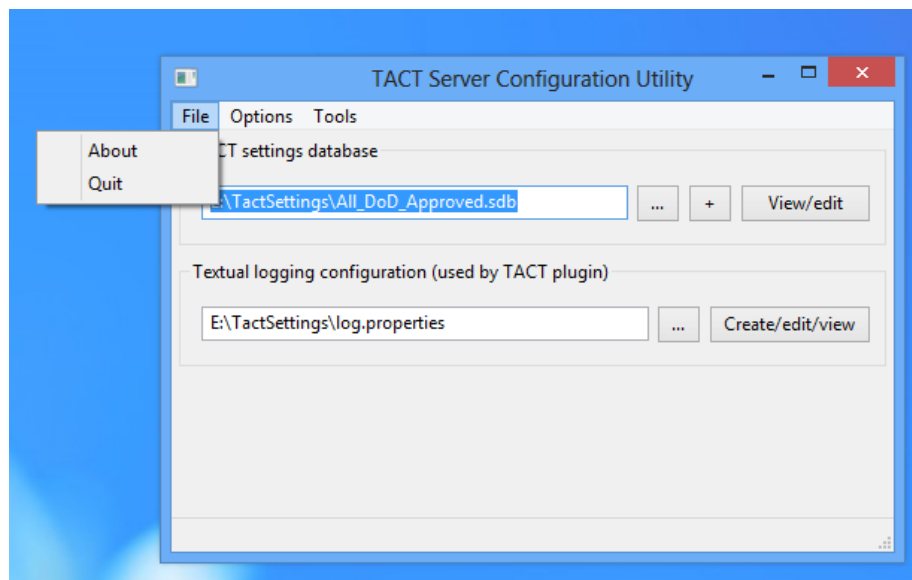 TACT Server Configuration Utility
File Options Tools
About
Quit
CT settings database
:\TactSettings\All_DoD_Approved.sdb
... + View/edit
Textual logging configuration (used by TACT plugin)
E:\TactSettings\log.properties
... Create/edit/view